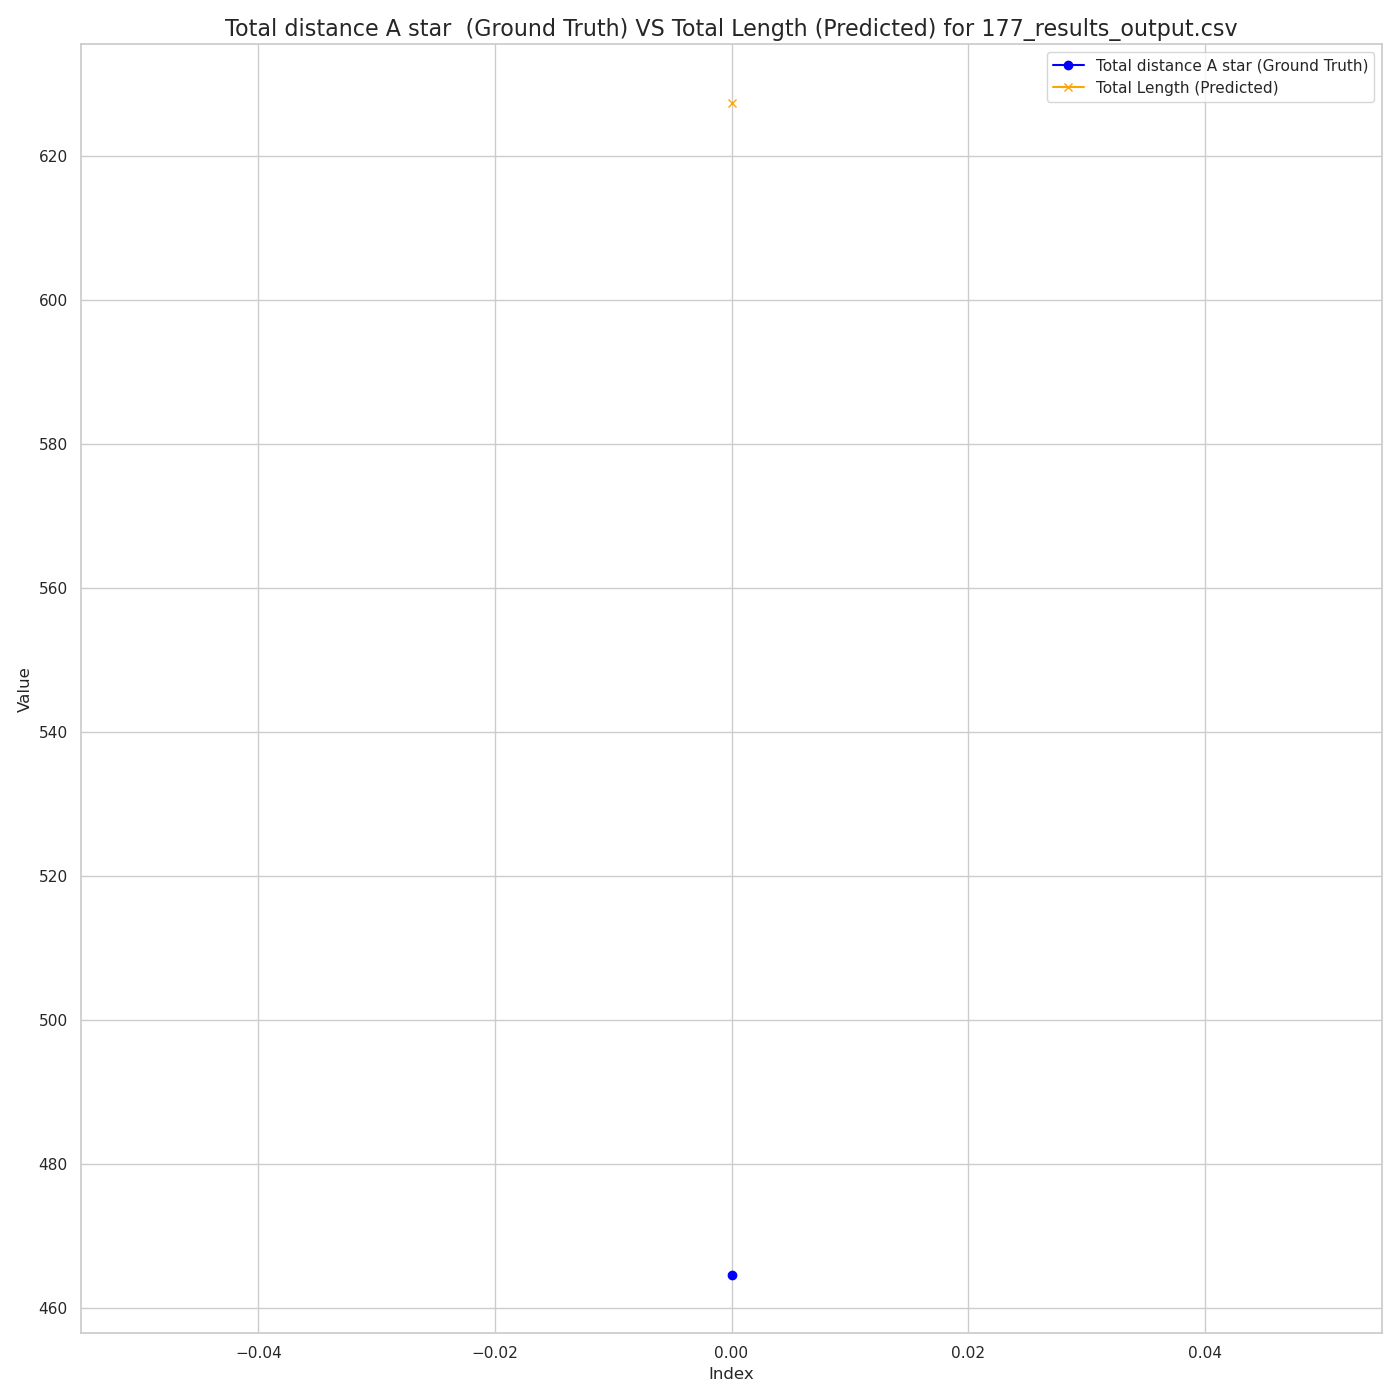 Total distance A star  (Ground Truth) VS Total Length (Predicted) for 177_results_output.csv
Total distance A star (Ground Truth)
Total Length (Predicted)
620
600
580
560
540
520
500
480
460
Value
−0.04
−0.02
0.00
0.02
0.04
Index